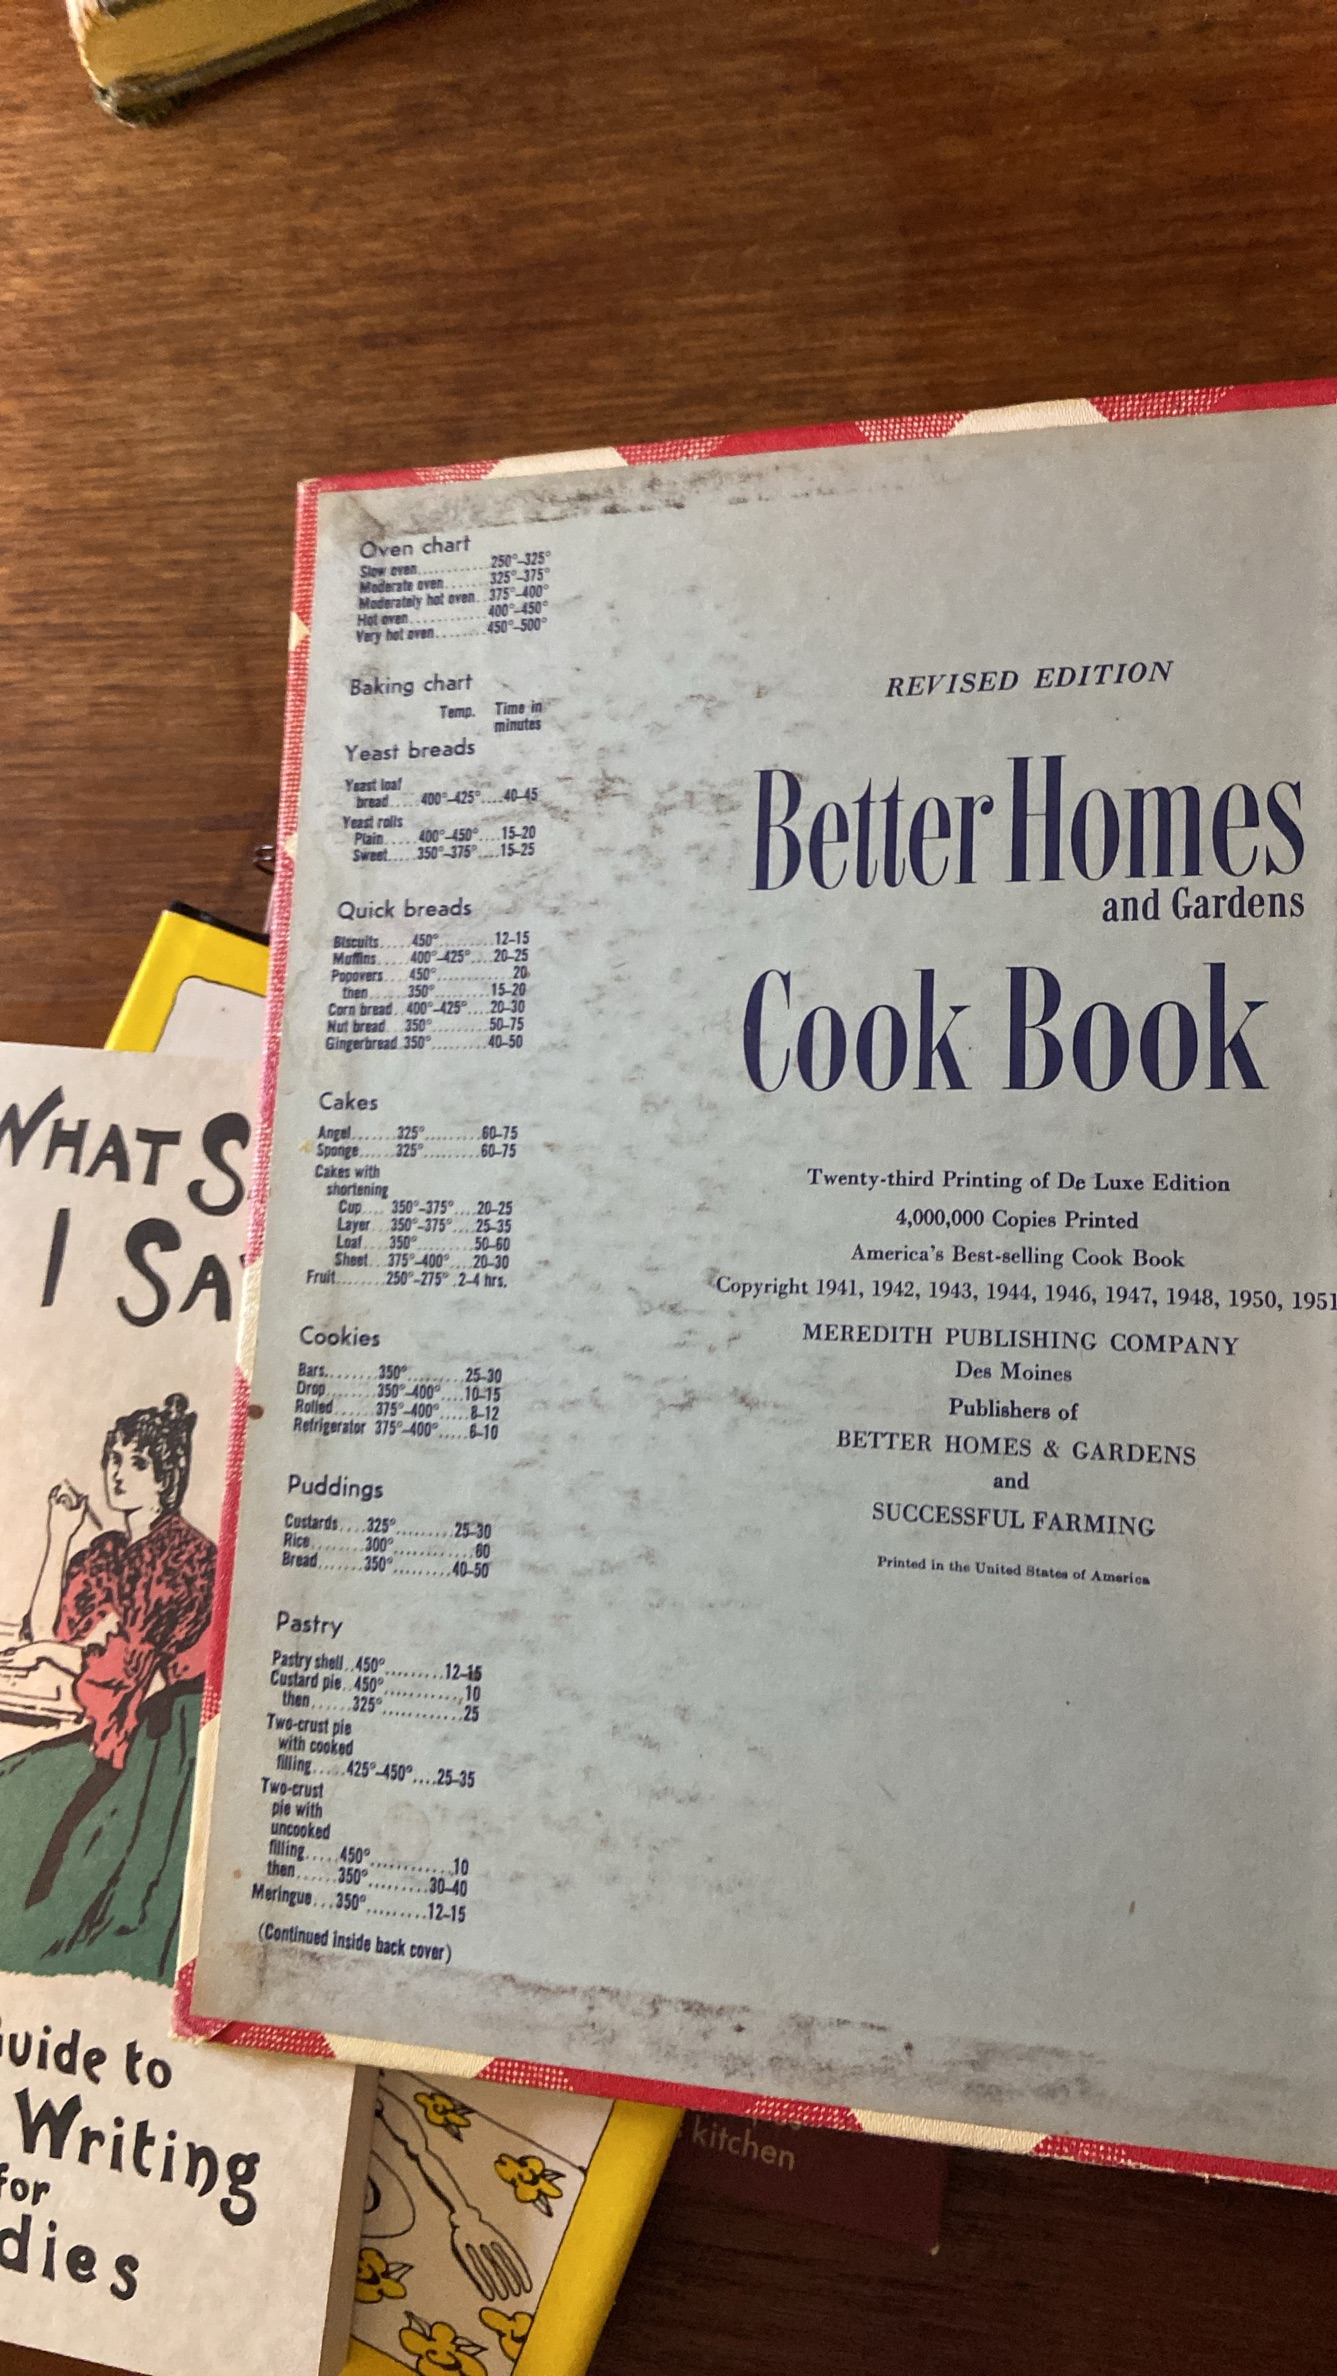 Oven chart
Slow oven..........250°–325°
Moderate oven......325°–375°
Moderately hot oven..375°–400°
Hot oven...........400°–450°
Very hot oven.......450°–500°
Baking chart
Temp. Time in
minutes
Yeast breads
Yeast loaf
bread.....400°–425°....40–45
Yeast rolls
Plain.....400°–450°....15–20
Sweet.....350°–375°....15–25
Quick breads
Biscuits.....450°.........12–15
Muffins.....400°–425°....20–25
Popovers....450°............20
then......350°.........15–20
Corn bread..400°–425°....20–30
Nut bread...350°.........50–75
Gingerbread 350°.........40–50
Cakes
Angel.......325°.........60–75
Sponge......325°.........60–75
Cakes with
shortening
Cup....350°–375°....20–25
Layer...350°–375°....25–35
Loaf....350°.........50–60
Sheet...375°–400°....20–30
Fruit........250°–275°.2–4 hrs.
Cookies
Bars........350°.........25–30
Drop........350°–400°....10–15
Rolled......375°–400°.....8–12
Refrigerator 375°–400°.....6–10
Puddings
Custards....325°.........25–30
Rice........300°............60
Bread.......350°.........40–50
Pastry
Pastry shell..450°.........12–15
Custard pie..450°............10
then......325°............25
Two-crust pie
with cooked
filling.....425°–450°....25–35
Two-crust
pie with
uncooked
filling.....450°............10
then......350°.........30–40
Meringue...350°.........12–15
(Continued inside back cover)
REVISED EDITION
Better Homes
and Gardens
Cook Book
Twenty-third Printing of De Luxe Edition
4,000,000 Copies Printed
America's Best-selling Cook Book
Copyright 1941, 1942, 1943, 1944, 1946, 1947, 1948, 1950, 1951
MEREDITH PUBLISHING COMPANY
Des Moines
Publishers of
BETTER HOMES & GARDENS
and
SUCCESSFUL FARMING
Printed in the United States of America
WHAT S
I SA
Guide to
Writing
for
dies
kitchen